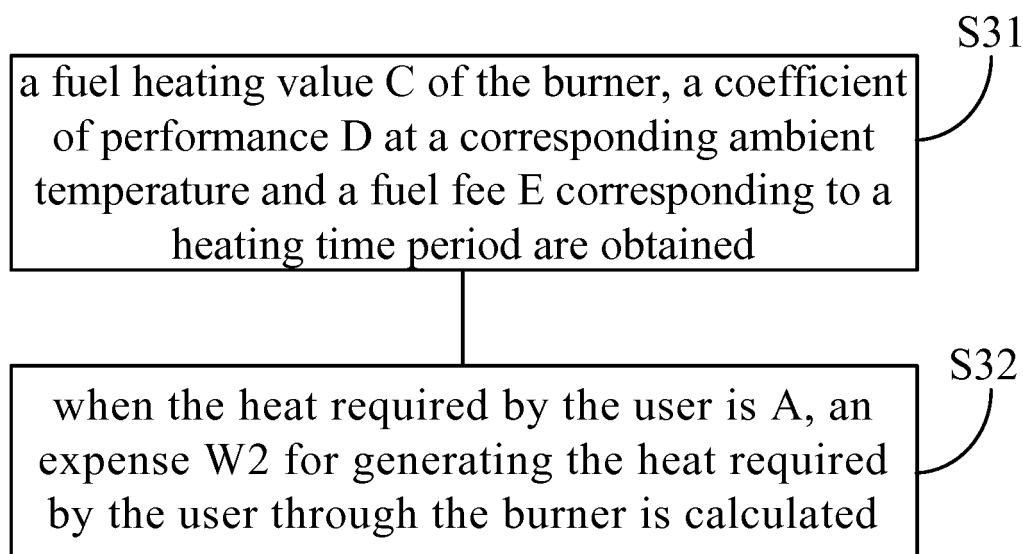 S31
a fuel heating value C of the burner, a coefficient
of performance D at a corresponding ambient
temperature and a fuel fee E corresponding to a
heating time period are obtained
S32
when the heat required by the user is A, an
expense W2 for generating the heat required
by the user through the burner is calculated